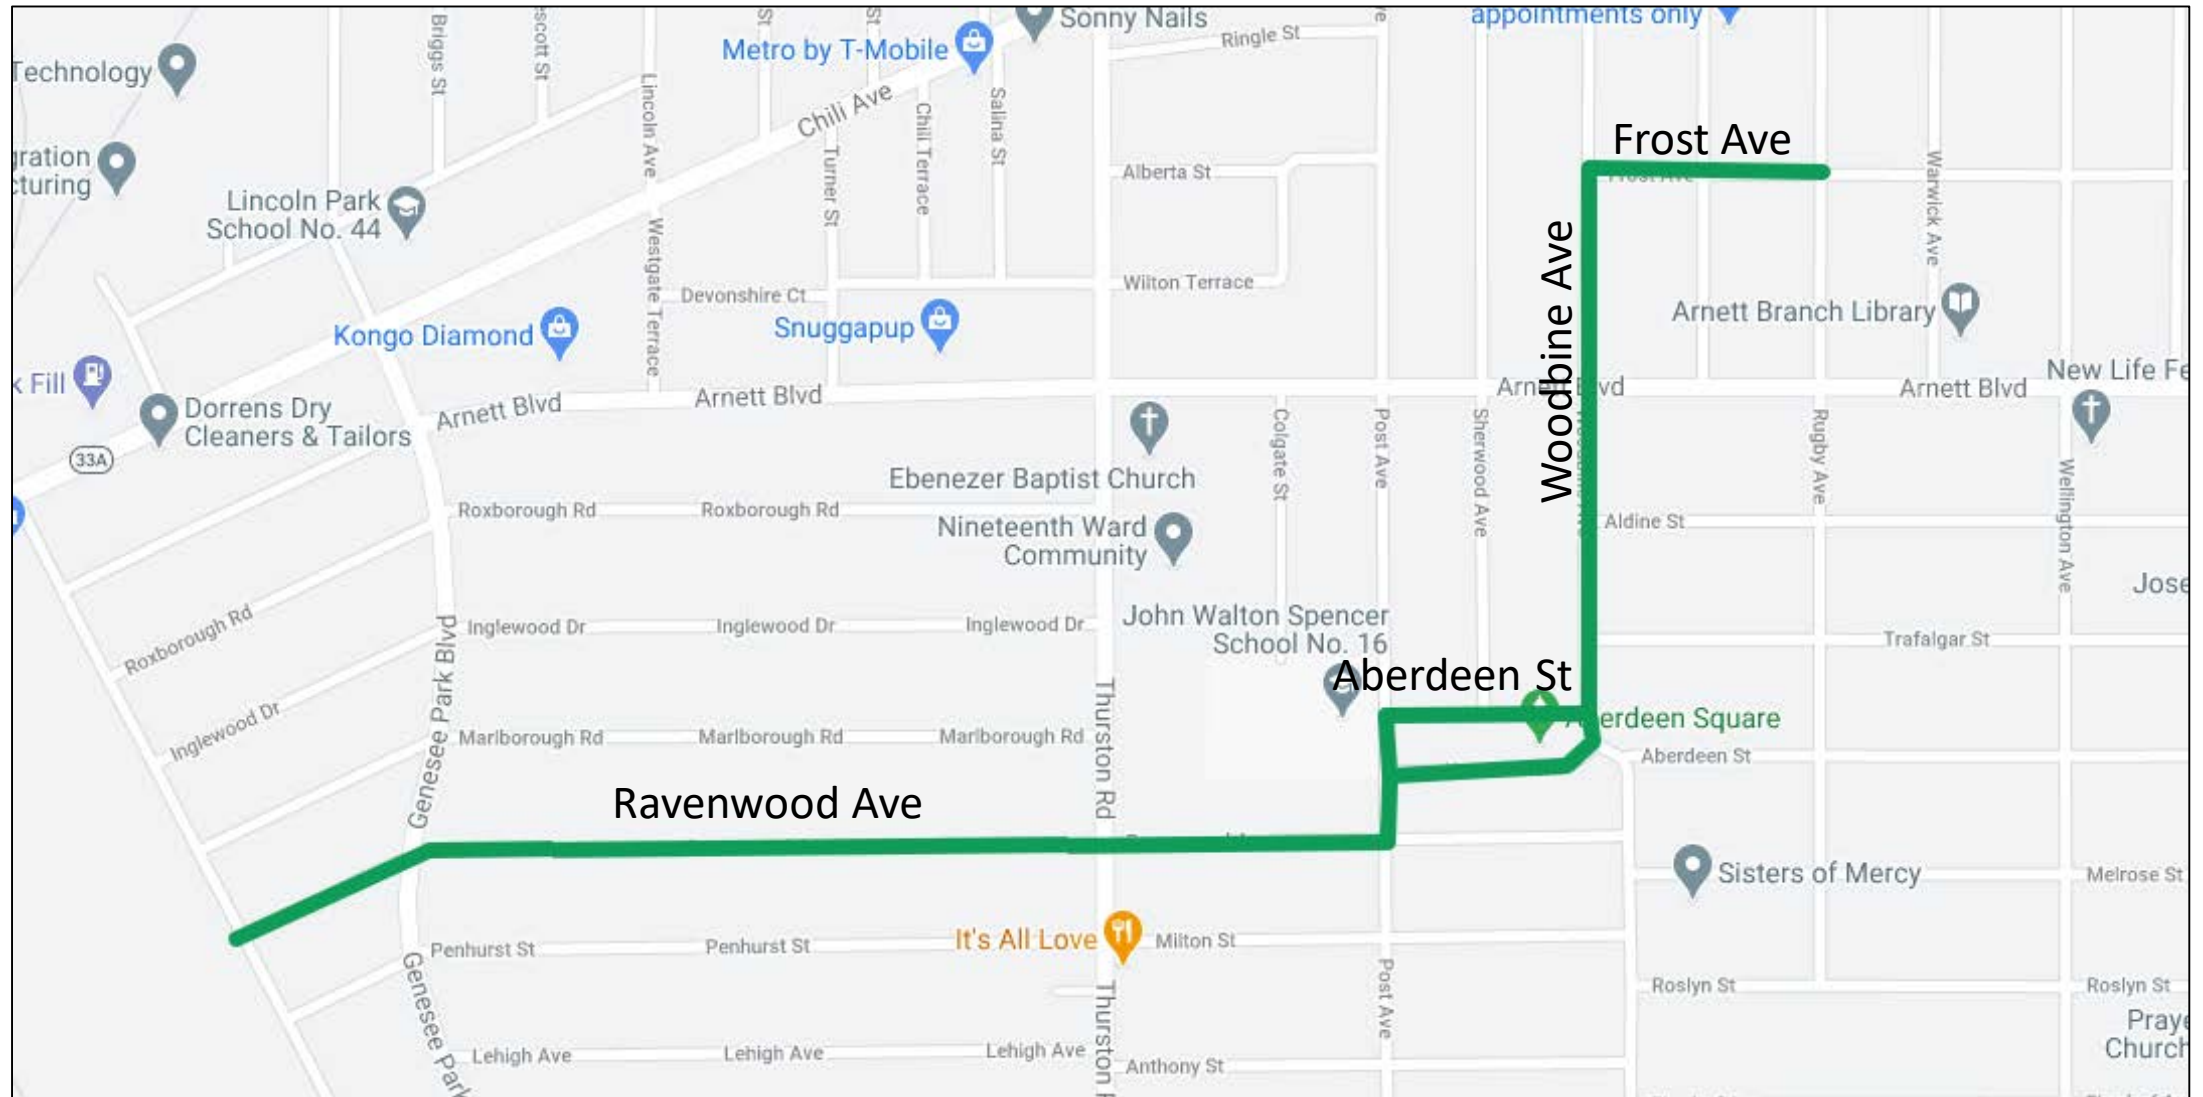 Briggs St
Sonny Nails
appointments only
Ringle St
Metro by T-Mobile
Technology
Lincoln Ave
Chili Ave
Chili Terrace
Salina St
Turner St
Frost Ave
Alberta St
Warwick Ave
Lincoln Park
School No. 44
Westgate Terrace
Woodbine Ave
Devonshire Ct
Wilton Terrace
Arnett Branch Library
Kongo Diamond
Snuggapup
New Life
Fill
Arnett Blvd
Arnett Blvd
Arnett Blvd
Dorrens Dry
Cleaners & Tailors
33A
Colgate St
Post Ave
Sherwood Ave
Rugby Ave
Wellington Ave
Ebenezer Baptist Church
Roxborough Rd
Roxborough Rd
Nineteenth Ward
Community
Aldine St
Roxborough Rd
Inglewood Dr
Inglewood Dr
Inglewood Dr
John Walton Spencer
School No. 16
Trafalgar St
Genesee Park Blvd
Aberdeen St
Thurston Rd
Inglewood Dr
Marlborough Rd
Marlborough Rd
Marlborough Rd
Aberdeen Square
Aberdeen St
Ravenwood Ave
Sisters of Mercy
Melrose St
Penhurst St
Penhurst St
It's All Love
Milton St
Genesee Park
Thurston
Post Ave
Roslyn St
Roslyn St
Church
Lehigh Ave
Lehigh Ave
Lehigh Ave
Anthony St